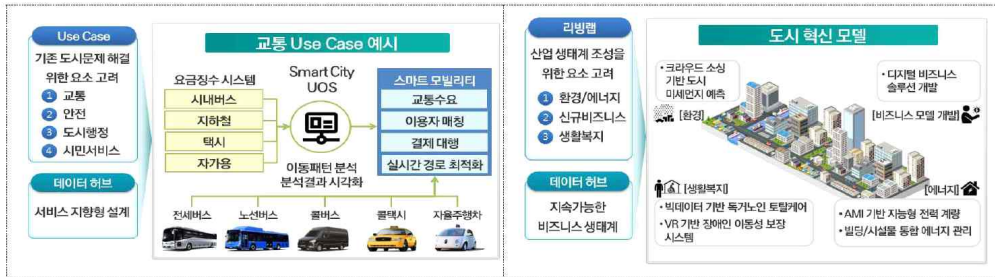 Use Case
기존 도시문제 해결
위한 요소 고려
1 교통
2 안전
3 도시행정
4 시민서비스
데이터 허브
서비스 지향형 설계
교통 Use Case 예시
요금징수 시스템
시내버스
지하철
택시
자가용
Smart City
UOS
이동패턴 분석
분석결과 시각화
스마트 모빌리티
교통수요
이용자 매칭
결제 대행
실시간 경로 최적화
전세버스
노선버스
콜버스
콜택시
자율주행차
리빙랩
산업 생태계 조성을
위한 요소 고려
1 환경/에너지
2 신규비즈니스
3 생활복지
데이터 허브
지속가능한
비즈니스 생태계
도시 혁신 모델
• 크라우드 소싱
기반 도시
미세먼지 예측
[환경]
• 디지털 비즈니스
솔루션 개발
[비즈니스 모델 개발]
[생활복지]
• 빅데이터 기반 독거노인 토탈케어
• VR 기반 장애인 이동성 보장
시스템
[에너지]
• AMI 기반 지능형 전력 계량
• 빌딩/시설물 통합 에너지 관리